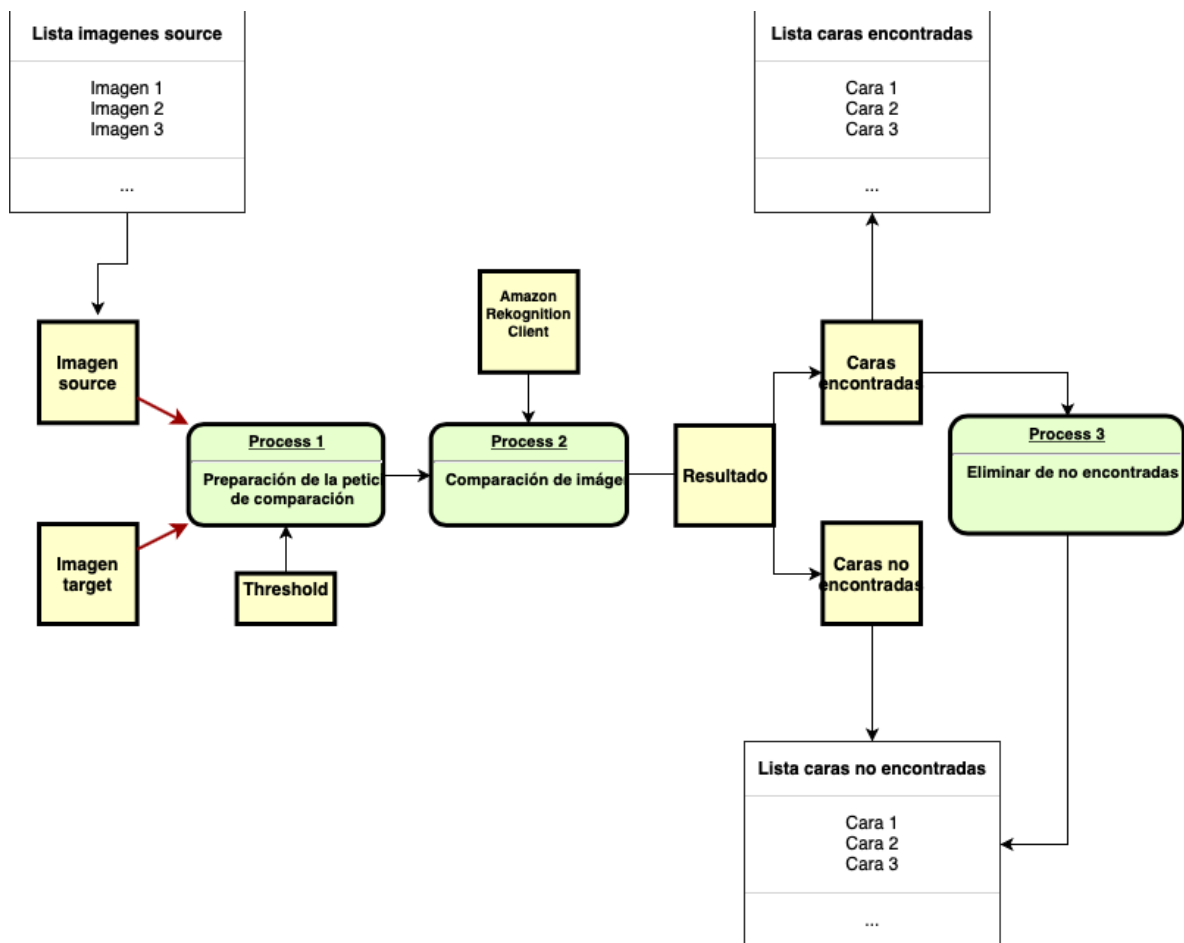 Lista imagenes source
Imagen 1
Imagen 2
Imagen 3
...
Lista caras encontradas
Cara 1
Cara 2
Cara 3
...
Imagen
source
Amazon
Rekognition
Client
Caras
encontradas
Process 1
Preparación de la petic
de comparación
Process 2
Comparación de imáge
Resultado
Process 3
Eliminar de no encontradas
Imagen
target
Threshold
Caras no
encontradas
Lista caras no encontradas
Cara 1
Cara 2
Cara 3
...